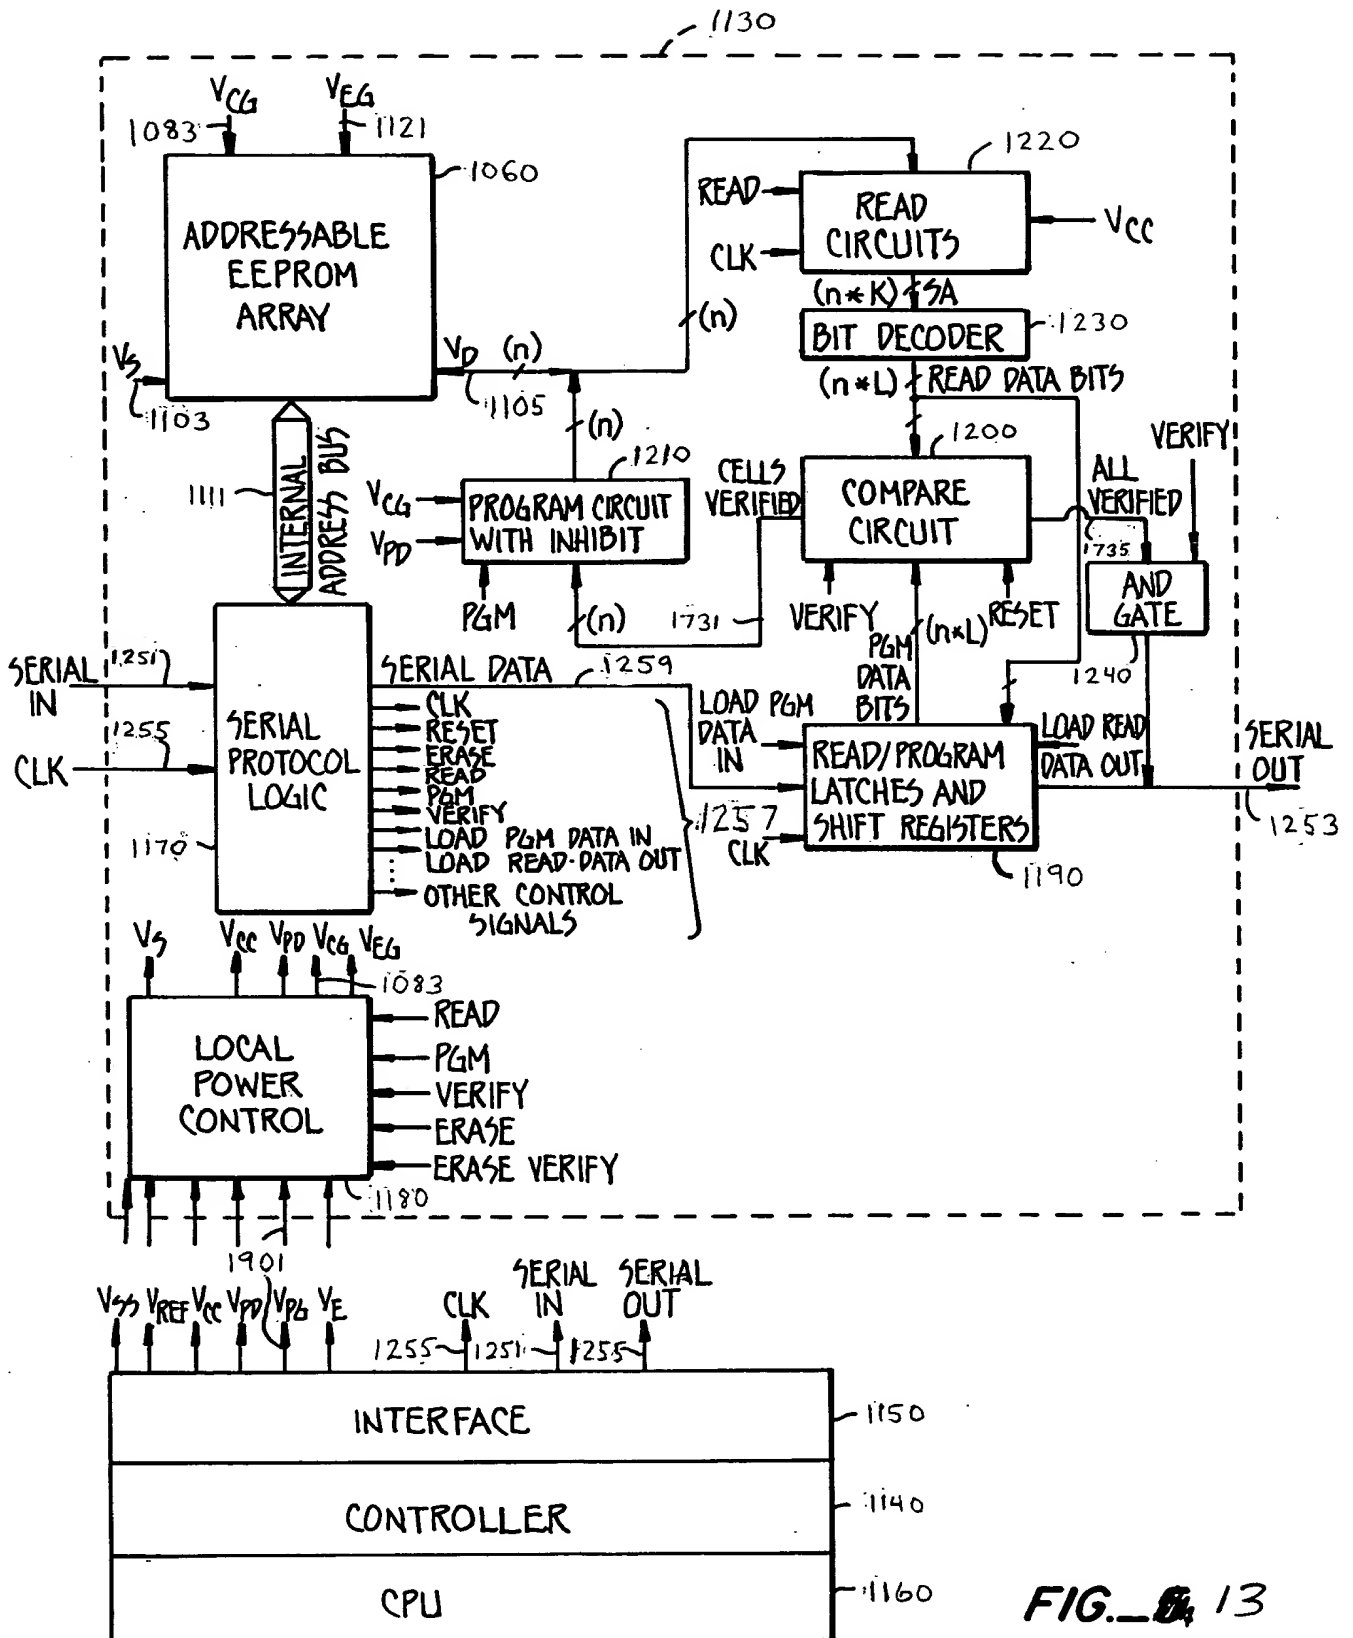 1130
VCG
VEG
1083
1121
1060
ADDRESSABLE
EEPROM
ARRAY
VS
1103
VD
(n)
1105
(n)
(n)
READ
CLK
1220
READ
CIRCUITS
VCC
(n*K)
SA
BIT DECODER
1230
(n*L)
READ DATA BITS
1111
INTERNAL
ADDRESS BUS
1210
VCG
VPD
PROGRAM CIRCUIT
WITH INHIBIT
PGM
(n)
CELLS
VERIFIED
1731
1200
COMPARE
CIRCUIT
VERIFY
RESET
ALL
VERIFIED
VERIFY
1735
AND
GATE
1240
PGM
DATA
BITS
(n*L)
SERIAL
IN
1251
CLK
1255
SERIAL
PROTOCOL
LOGIC
1170
SERIAL DATA
1259
CLK
RESET
ERASE
READ
PGM
VERIFY
LOAD PGM DATA IN
LOAD READ-DATA OUT
OTHER CONTROL
SIGNALS
1257
LOAD PGM
DATA
IN
CLK
READ/PROGRAM
LATCHES AND
SHIFT REGISTERS
1190
LOAD READ
DATA OUT
SERIAL
OUT
1253
VS
VCC
VPD
VCG
VEG
1083
LOCAL
POWER
CONTROL
READ
PGM
VERIFY
ERASE
ERASE VERIFY
1180
1901
VSS
VREF
VCC
VPD
VPG
VE
CLK
SERIAL
IN
SERIAL
OUT
1255
1251
1255
INTERFACE
1150
CONTROLLER
1140
CPU
1160
FIG._ 13